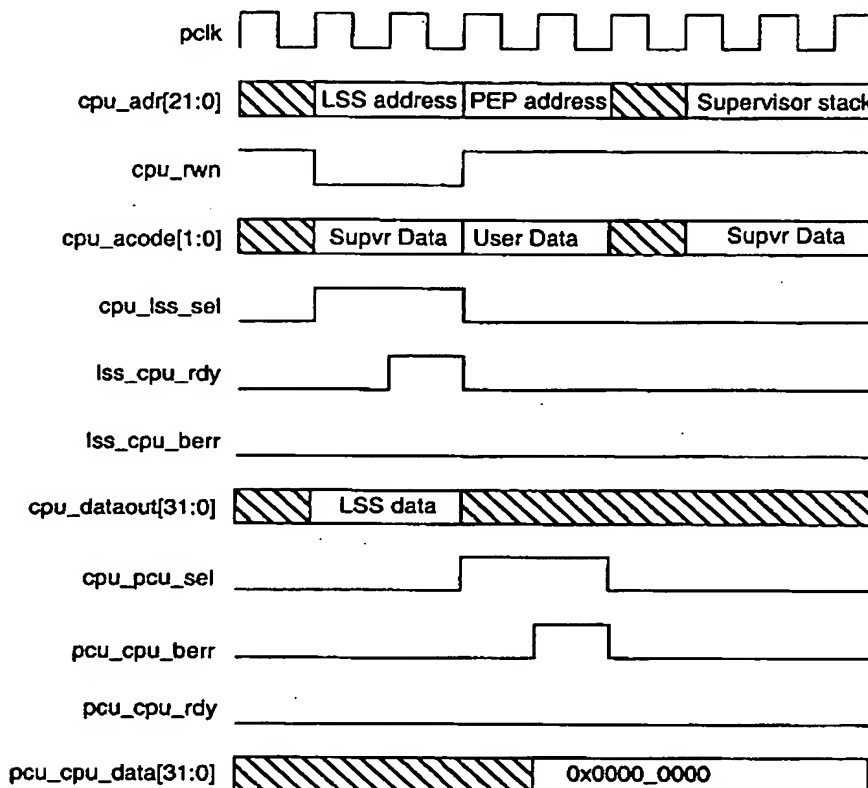 pclk
cpu_adr[21:0] LSS address PEP address Supervisor stack
cpu_rwn
cpu_acode[1:0] Supvr Data User Data Supvr Data
cpu_lss_sel
lss_cpu_rdy
lss_cpu_berr
cpu_dataout[31:0] LSS data
cpu_pcu_sel
pcu_cpu_berr
pcu_cpu_rdy
pcu_cpu_data[31:0] 0x0000_0000